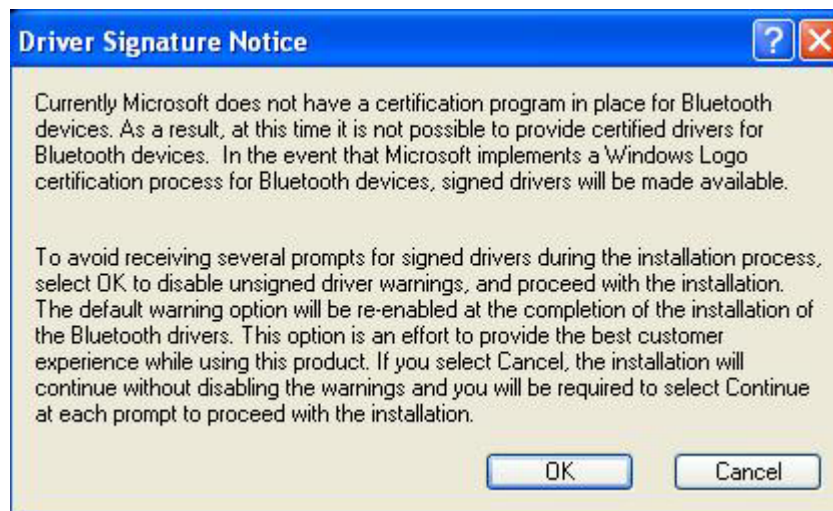 Driver Signature Notice
Currently Microsoft does not have a certification program in place for Bluetooth
devices. As a result, at this time it is not possible to provide certified drivers for
Bluetooth devices.  In the event that Microsoft implements a Windows Logo
certification process for Bluetooth devices, signed drivers will be made available.
To avoid receiving several prompts for signed drivers during the installation process,
select OK to disable unsigned driver warnings, and proceed with the installation.
The default warning option will be re-enabled at the completion of the installation of
the Bluetooth drivers. This option is an effort to provide the best customer
experience while using this product. If you select Cancel, the installation will
continue without disabling the warnings and you will be required to select Continue
at each prompt to proceed with the installation.
OK Cancel